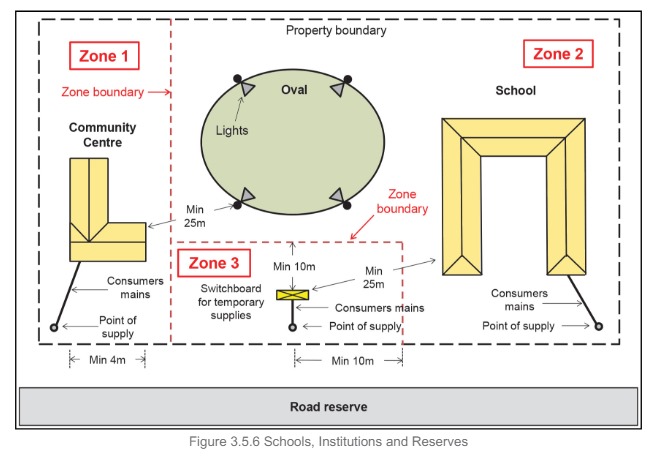 Property boundary
Zone 1
Zone 2
Zone boundary
Oval
School
Lights
Community
Centre
Min
25m
Zone
boundary
Zone 3
Min 10m
Min
25m
Switchboard
for temporary
supplies
Consumers
mains
Consumers mains
Consumers
mains
Point of
supply
Point of supply
Point of supply
Min 4m
Min 10m
Road reserve
Figure 3.5.6 Schools, Institutions and Reserves